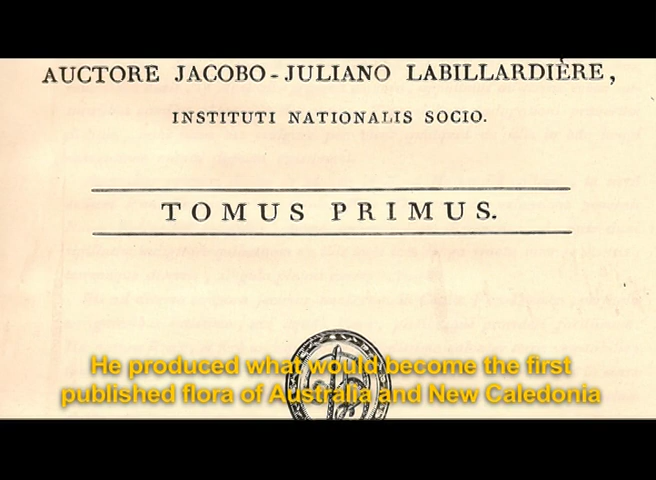 AUCTORE JACOBO-JULIANO LABILLARDIÈRE,
INSTITUTI NATIONALIS SOCIO.
TOMUS PRIMUS.
He produced what would become the first
published flora of Australia and New Caledonia